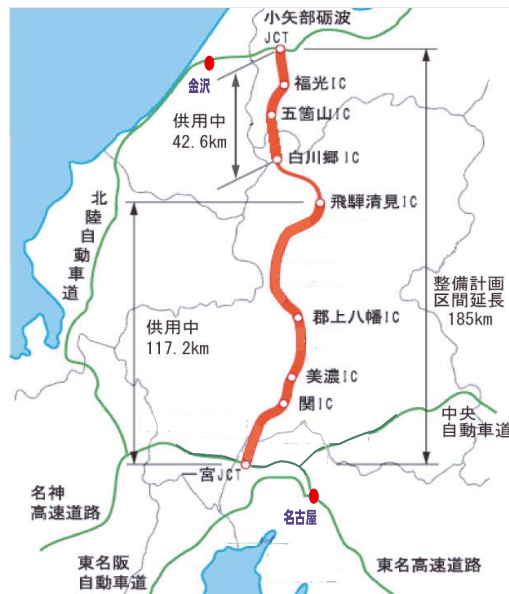 小矢部砺波
JCT
金沢
福光IC
五箇山IC
供用中
42.6km
白川郷IC
飛騨清見IC
北陸自動車道
整備計画
区間延長
185km
供用中
117.2km
郡上八幡IC
美濃IC
関IC
中央
自動車道
一宮JCT
名神
高速道路
名古屋
東名阪
自動車道
東名高速道路